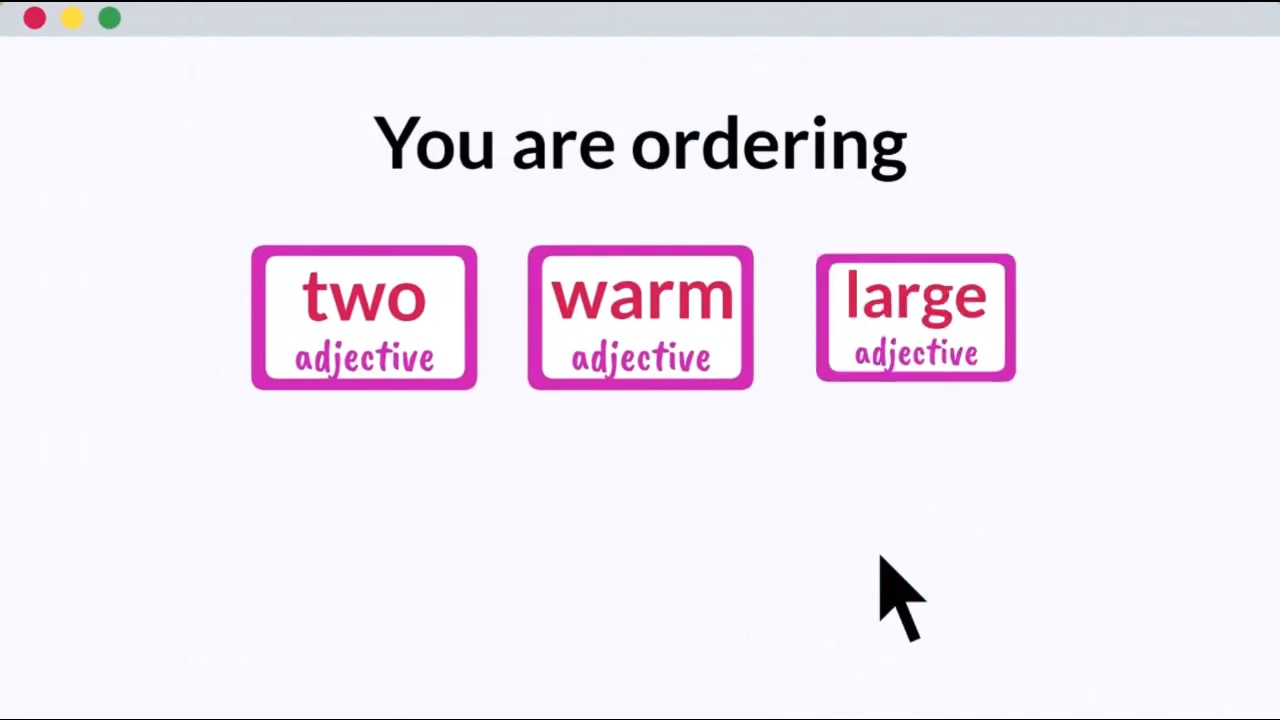 You are ordering
two warm large
adjective adjective adjective